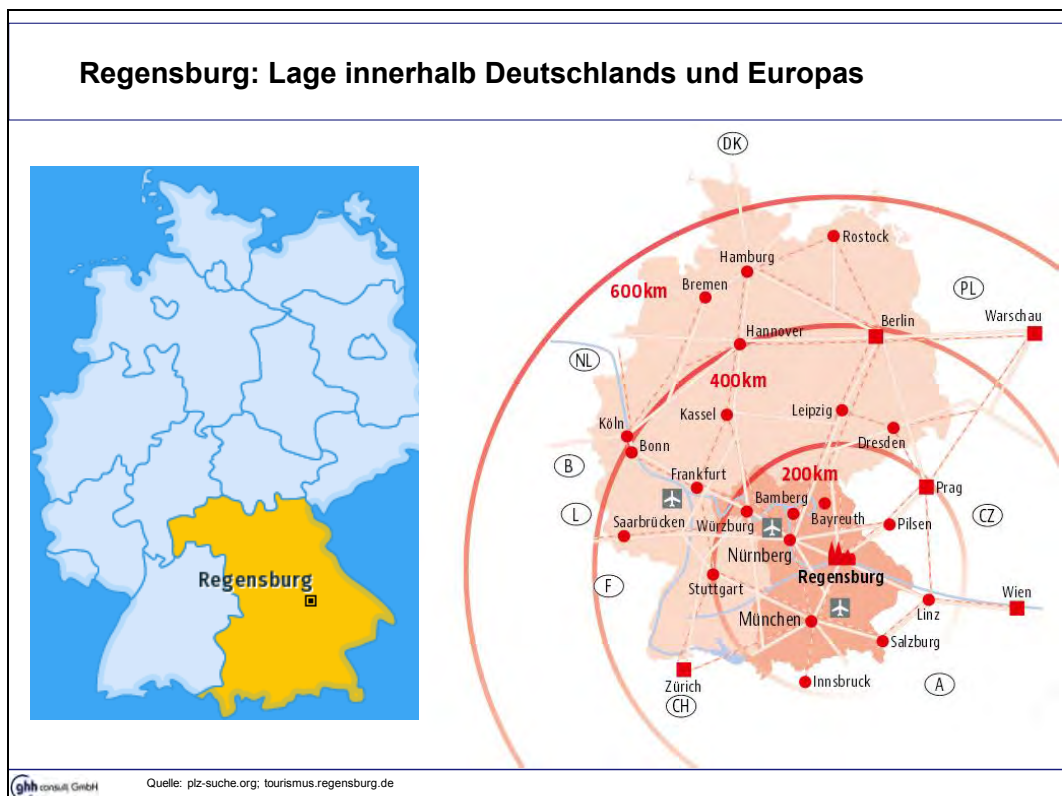 Regensburg: Lage innerhalb Deutschlands und Europas
Regensburg
DK
Rostock
Hamburg
600km
Bremen
PL
Warschau
Berlin
Hannover
NL
400km
Kassel
Leipzig
Köln
Dresden
Bonn
B
Frankfurt
200km
Prag
Bamberg
L
CZ
Würzburg
Bayreuth
Pilsen
Saarbrücken
Nürnberg
Regensburg
F
Stuttgart
Wien
Linz
München
Salzburg
Zürich
Innsbruck
A
CH
ghh consult GmbH
Quelle: plz-suche.org; tourismus.regensburg.de